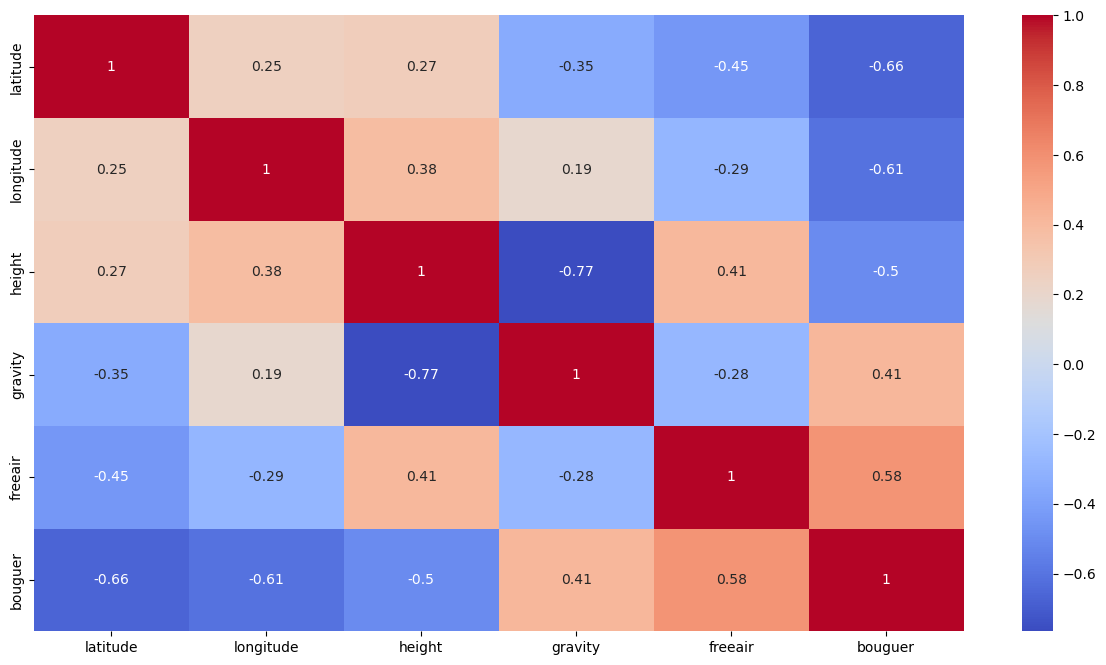 latitude 1 0.25 0.27 -0.35 -0.45 -0.66
longitude 0.25 1 0.38 0.19 -0.29 -0.61
height 0.27 0.38 1 -0.77 0.41 -0.5
gravity -0.35 0.19 -0.77 1 -0.28 0.41
freeair -0.45 -0.29 0.41 -0.28 1 0.58
bouguer -0.66 -0.61 -0.5 0.41 0.58 1
latitude longitude height gravity freeair bouguer
1.0
0.8
0.6
0.4
0.2
0.0
−0.2
−0.4
−0.6